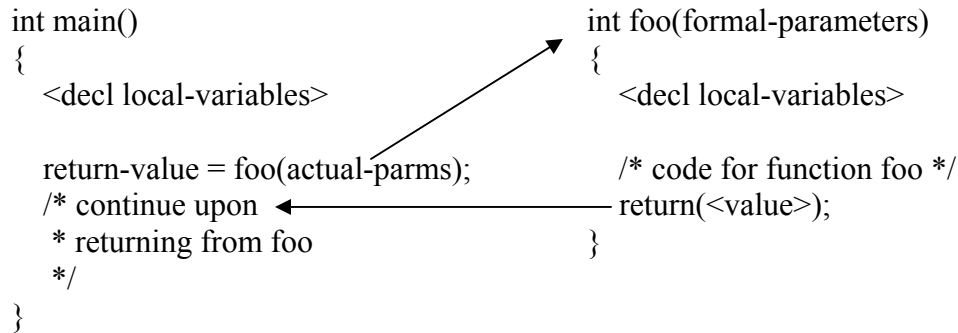 int main()
{
<decl local-variables>
return-value = foo(actual-parms);
/* continue upon
* returning from foo
*/
}
int foo(formal-parameters)
{
<decl local-variables>
/* code for function foo */
return(<value>);
}